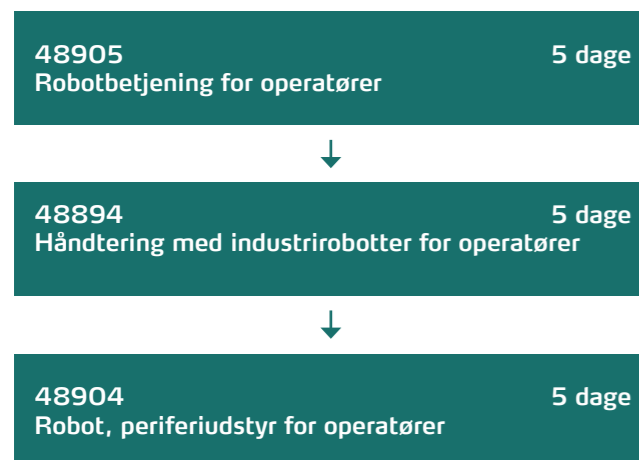 48905 5 dage
Robotbetjening for operatører
↓
48894 5 dage
Håndtering med industrirobotter for operatører
↓
48904 5 dage
Robot, periferiudstyr for operatører